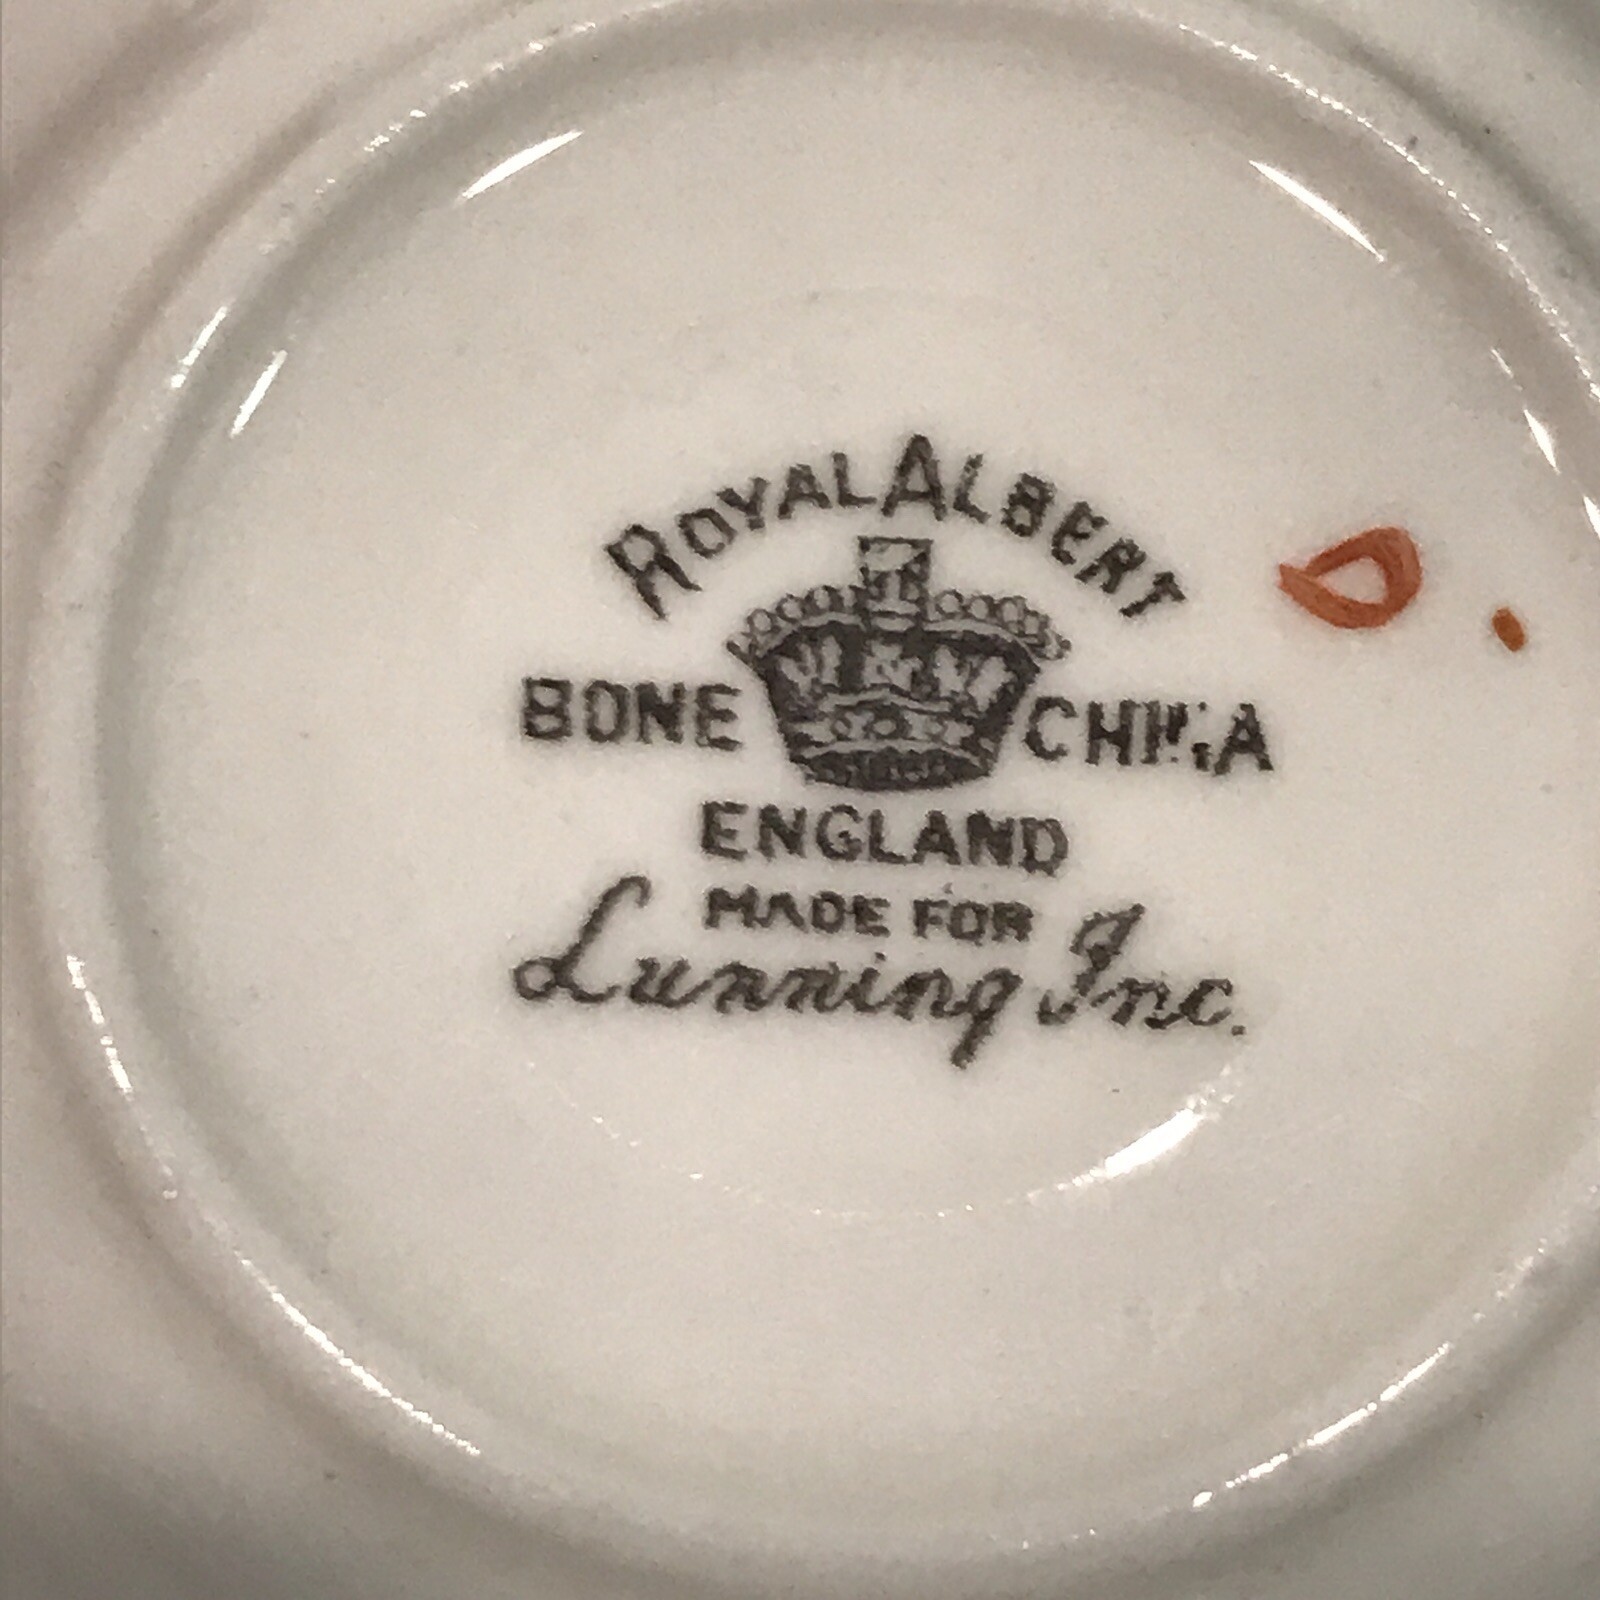 ROYAL ALBERT
BONE CHINA
ENGLAND
MADE FOR
Lunning Inc.
D.